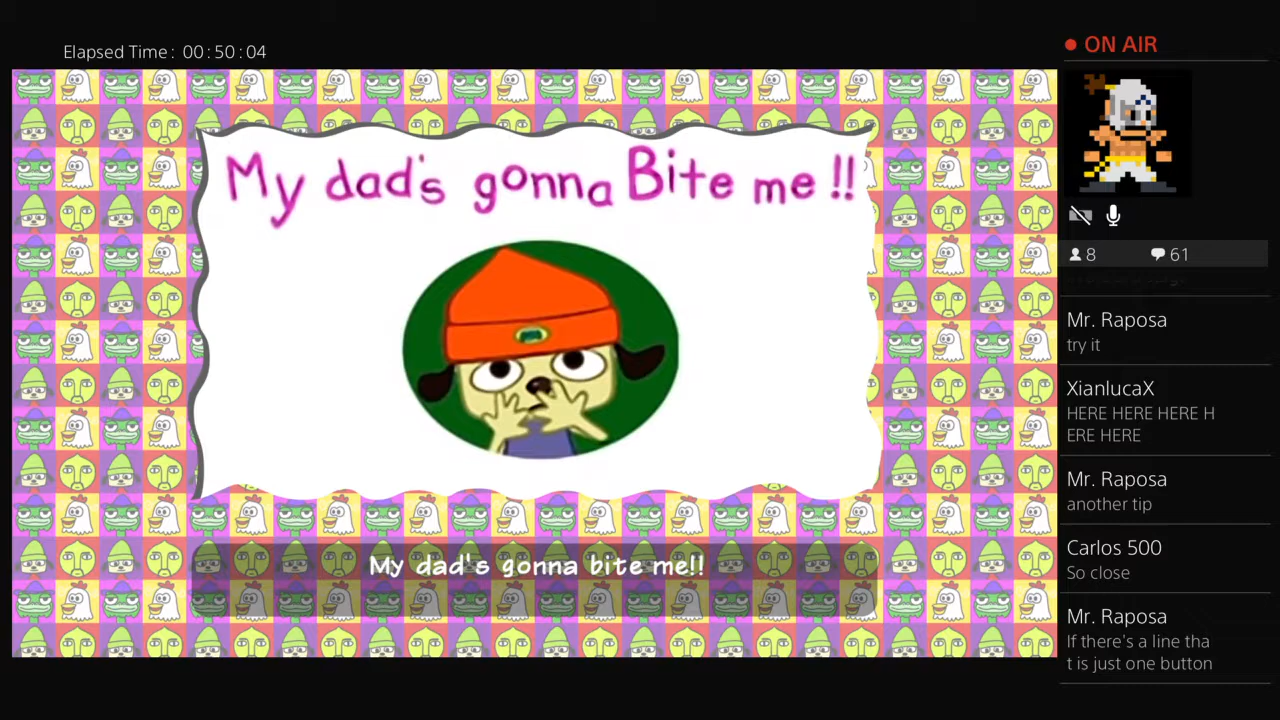 Elapsed Time: 00:50:04
ON AIR
My dad's gonna Bite me!!
My dad's gonna bite me!!
8
61
Mr. Raposa
try it
XianlucaX
HERE HERE HERE H
ERE HERE
Mr. Raposa
another tip
Carlos 500
So close
Mr. Raposa
If there's a line tha
t is just one button